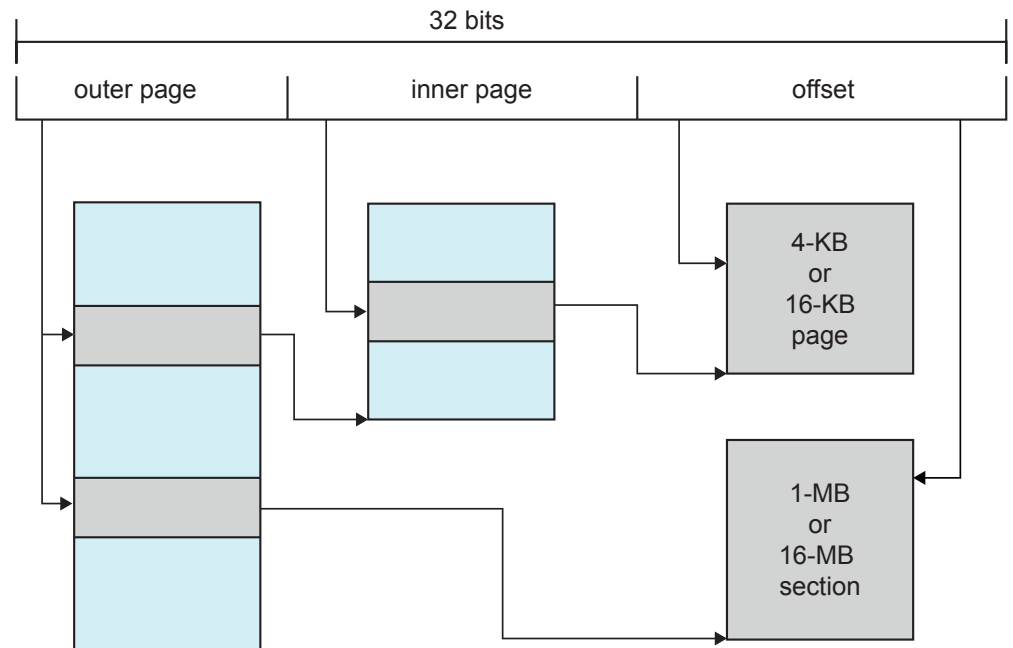 32 bits
outer page
inner page
offset
4-KB
or
16-KB
page
1-MB
or
16-MB
section